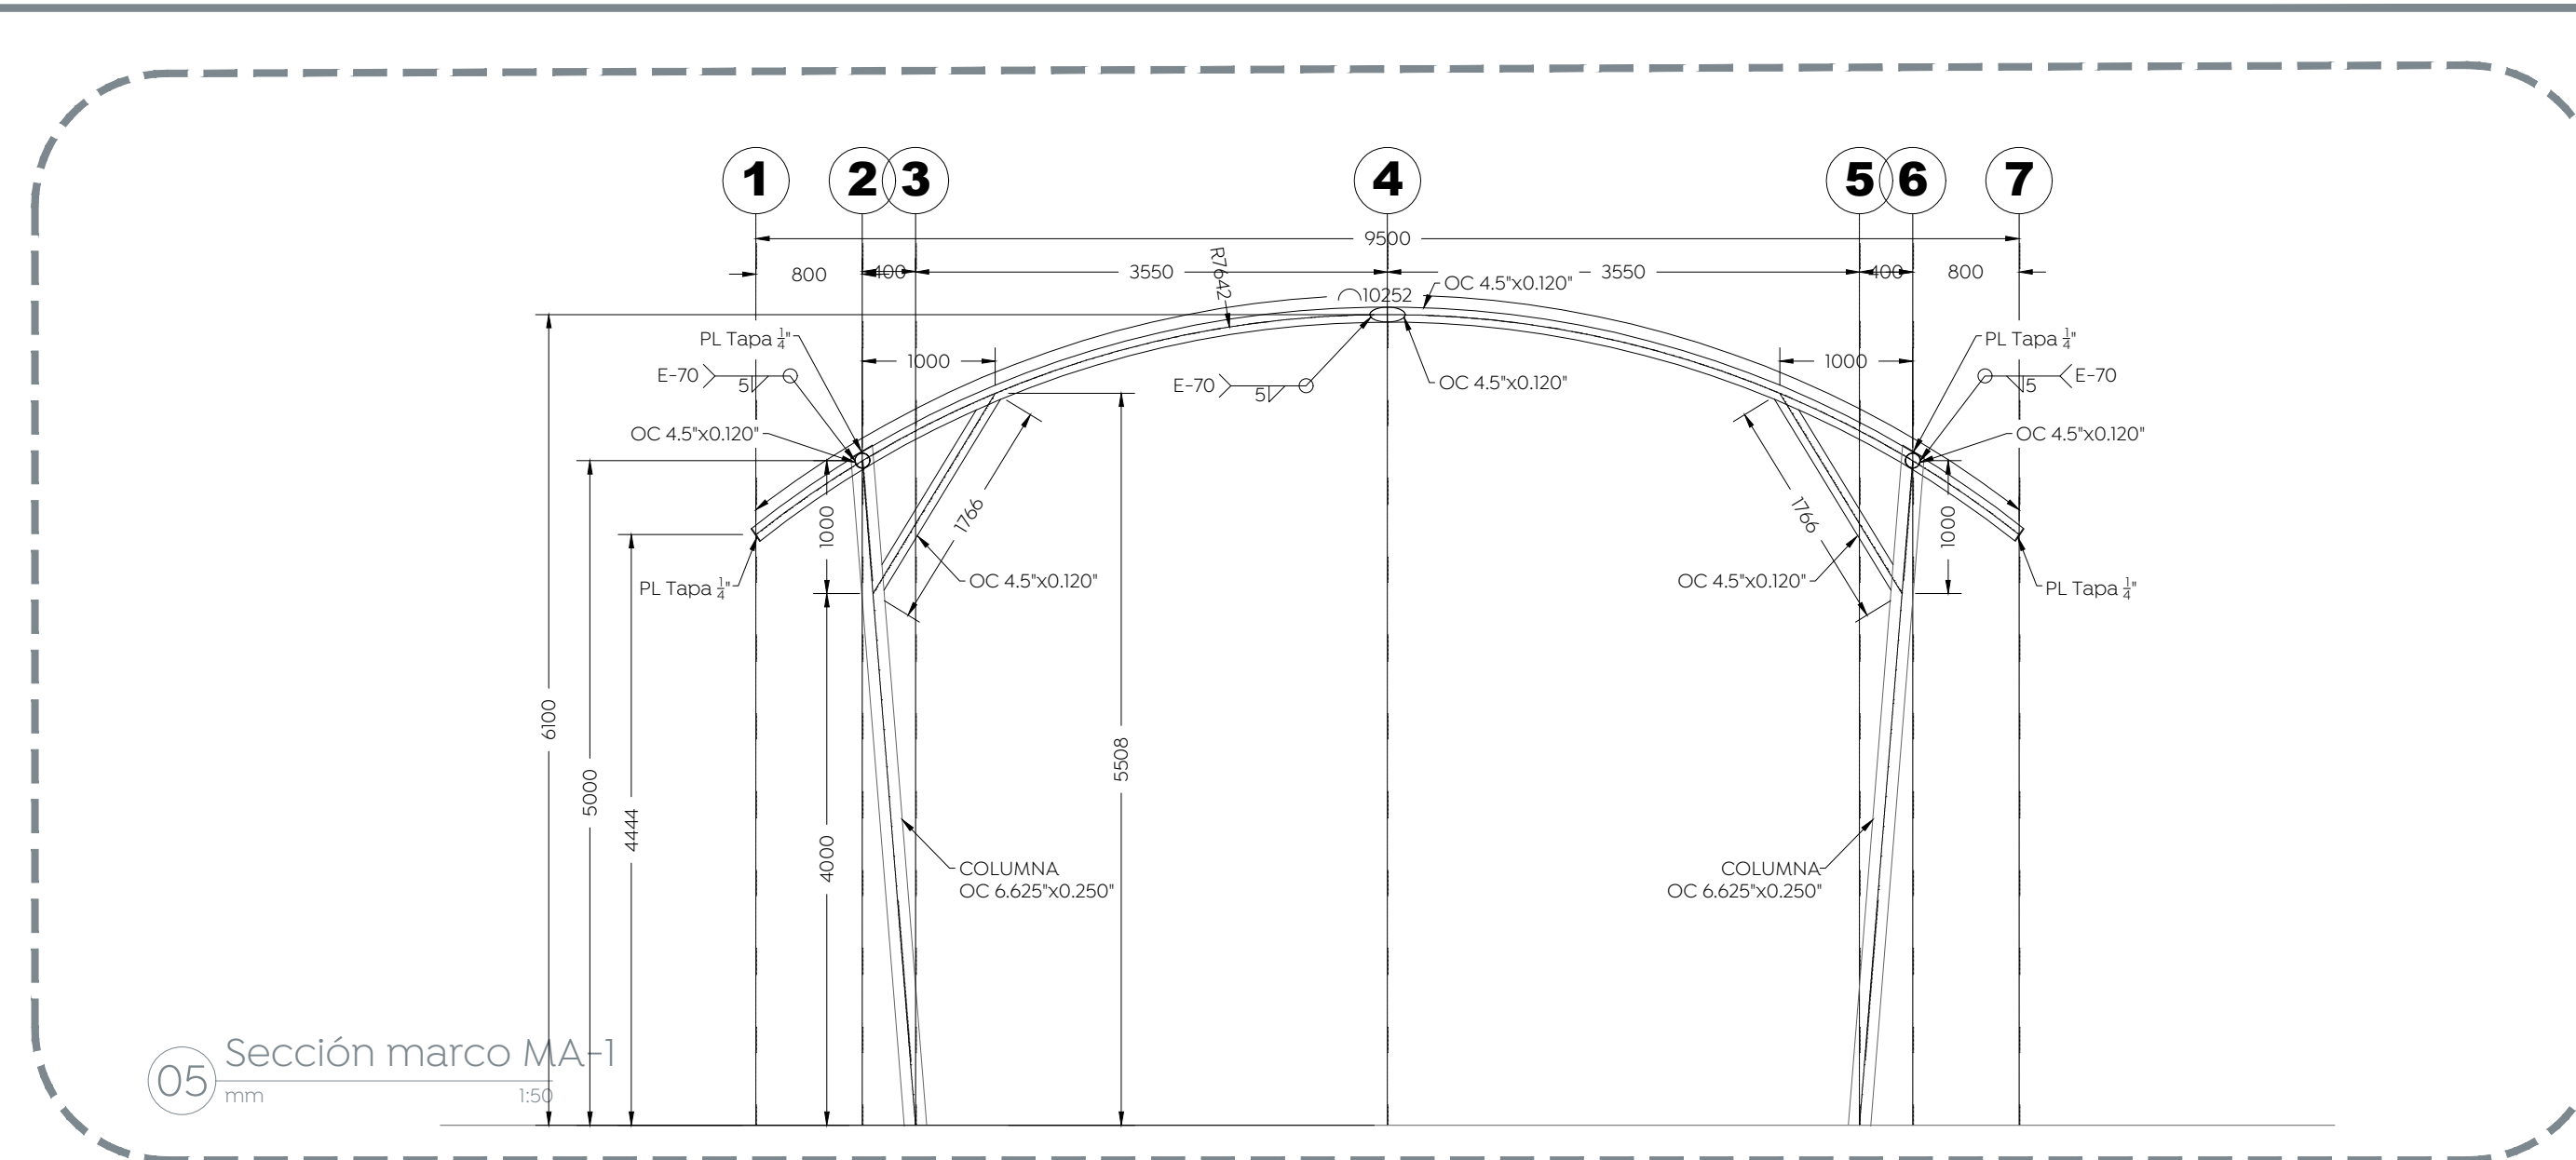 1 2 3 4 5 6 7
9500
800 400 3550 3550 400 800
R7642
OC 4.5"x0.120"
10252
PL Tapa 1/4"
PL Tapa 1/4"
1000
1000
E-70
5
E-70
5
5
E-70
OC 4.5"x0.120"
OC 4.5"x0.120"
OC 4.5"x0.120"
1000
1766
1766
1000
PL Tapa 1/4"
OC 4.5"x0.120"
OC 4.5"x0.120"
PL Tapa 1/4"
6100
5000
4444
4000
5508
COLUMNA
OC 6.625"x0.250"
COLUMNA
OC 6.625"x0.250"
05
Sección marco MA-1
mm 1:50